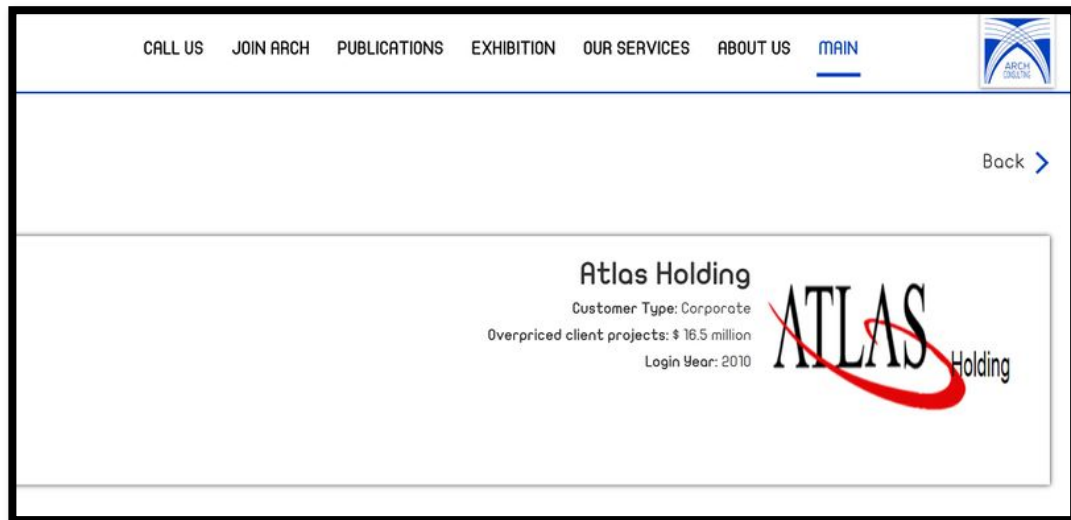 CALL US JOIN ARCH PUBLICATIONS EXHIBITION OUR SERVICES ABOUT US MAIN
ARCH
CONSULTING
Back
Atlas Holding
Customer Type: Corporate
Overpriced client projects: $ 16.5 million
Login Year: 2010
ATLAS
Holding